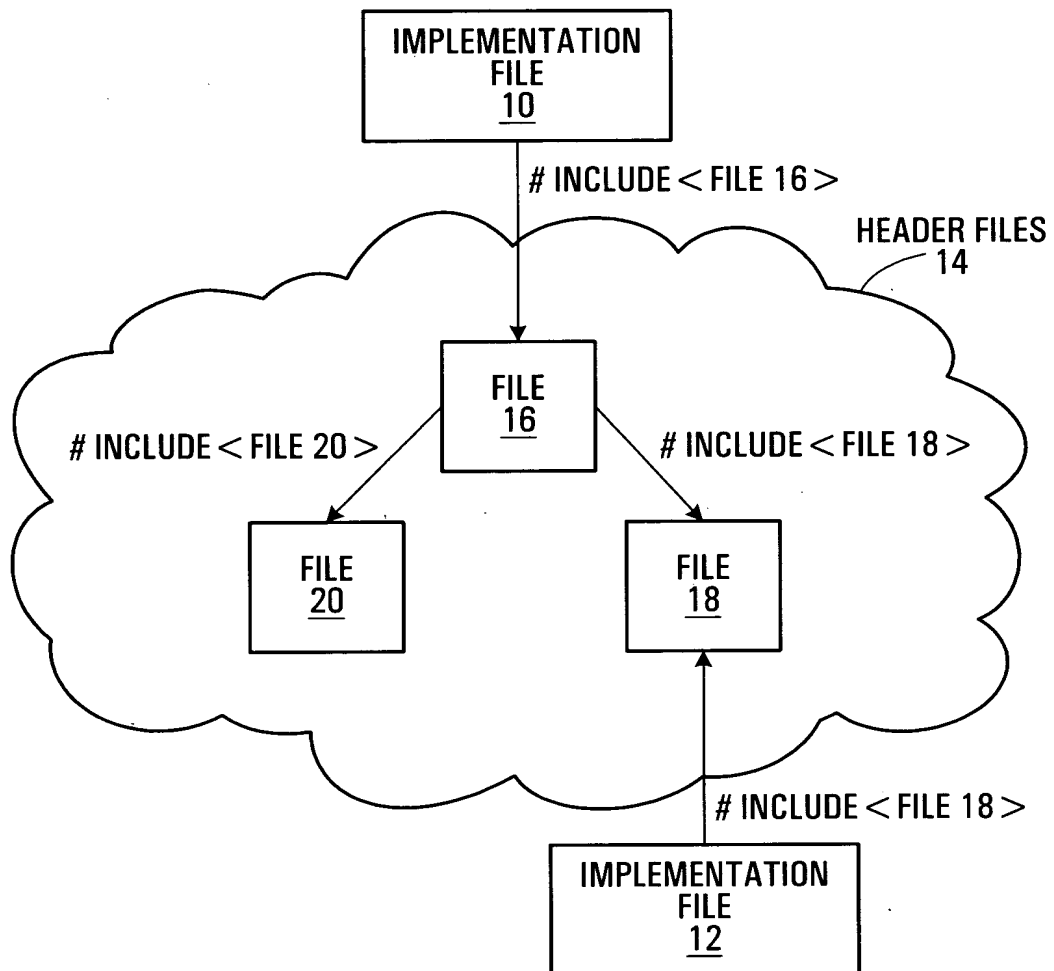 IMPLEMENTATION
FILE
10
# INCLUDE < FILE 16 >
HEADER FILES
14
FILE
16
# INCLUDE < FILE 20 >
# INCLUDE < FILE 18 >
FILE
20
FILE
18
# INCLUDE < FILE 18 >
IMPLEMENTATION
FILE
12